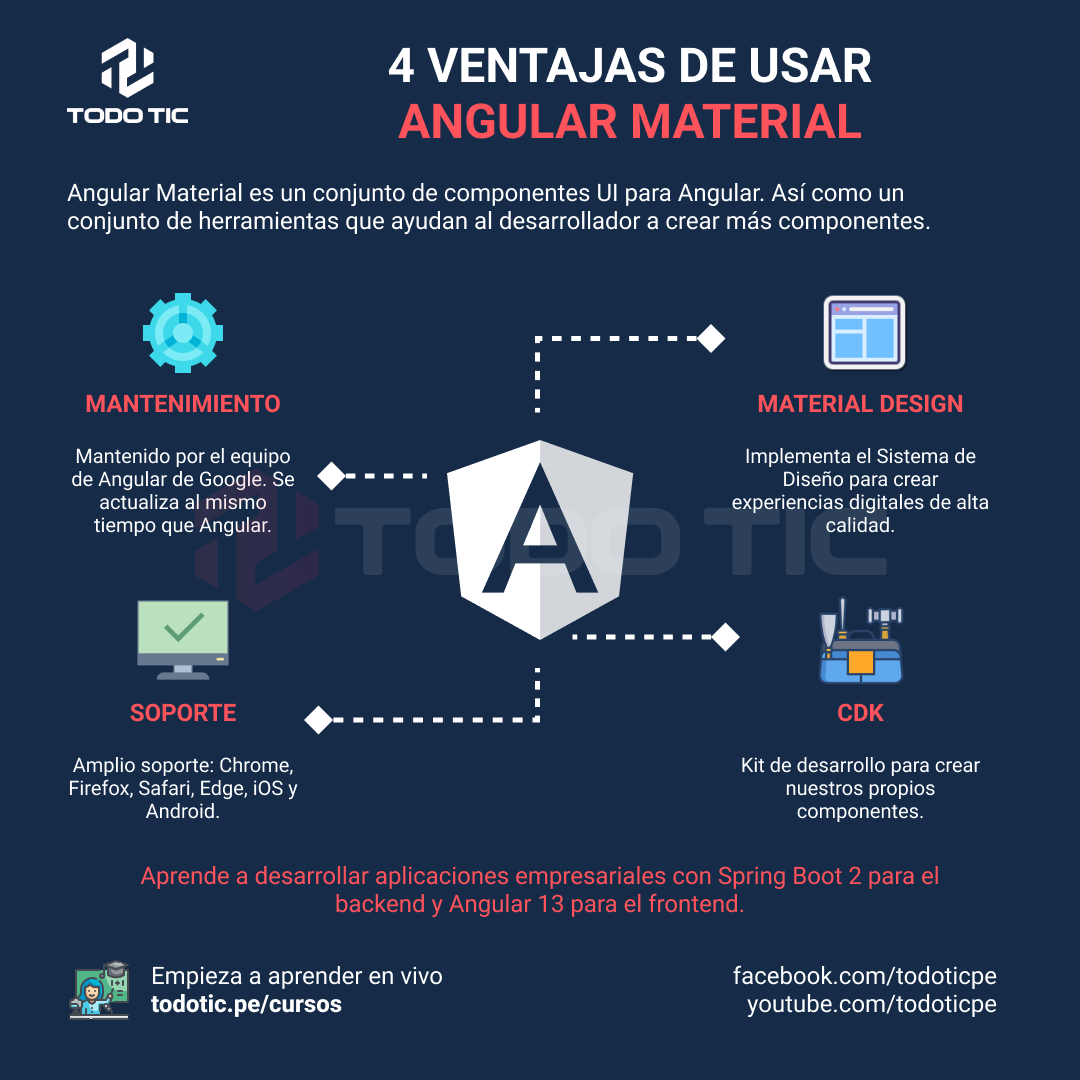 TODO TIC
4 VENTAJAS DE USAR
ANGULAR MATERIAL
Angular Material es un conjunto de componentes UI para Angular. Así como un
conjunto de herramientas que ayudan al desarrollador a crear más componentes.
MANTENIMIENTO
Mantenido por el equipo
de Angular de Google. Se
actualiza al mismo
tiempo que Angular.
MATERIAL DESIGN
Implementa el Sistema de
Diseño para crear
experiencias digitales de alta
calidad.
A
TODO TIC
SOPORTE
Amplio soporte: Chrome,
Firefox, Safari, Edge, iOS y
Android.
CDK
Kit de desarrollo para crear
nuestros propios
componentes.
Aprende a desarrollar aplicaciones empresariales con Spring Boot 2 para el
backend y Angular 13 para el frontend.
Empieza a aprender en vivo
todotic.pe/cursos
facebook.com/todoticpe
youtube.com/todoticpe